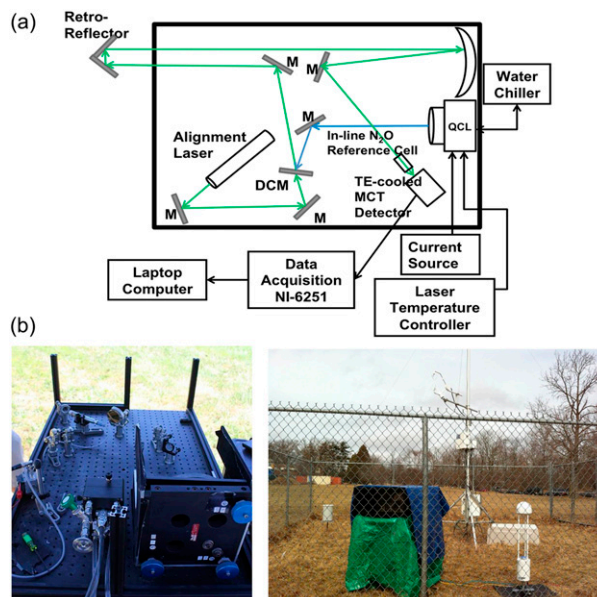 (a)
Retro-
Reflector
M
M
M
Water
Chiller
QCL
In-line N₂O
Reference Cell
Alignment
Laser
DCM
TE-cooled
MCT
Detector
M
M
Current
Source
Laptop
Computer
Data
Acquisition
NI-6251
Laser
Temperature
Controller
(b)